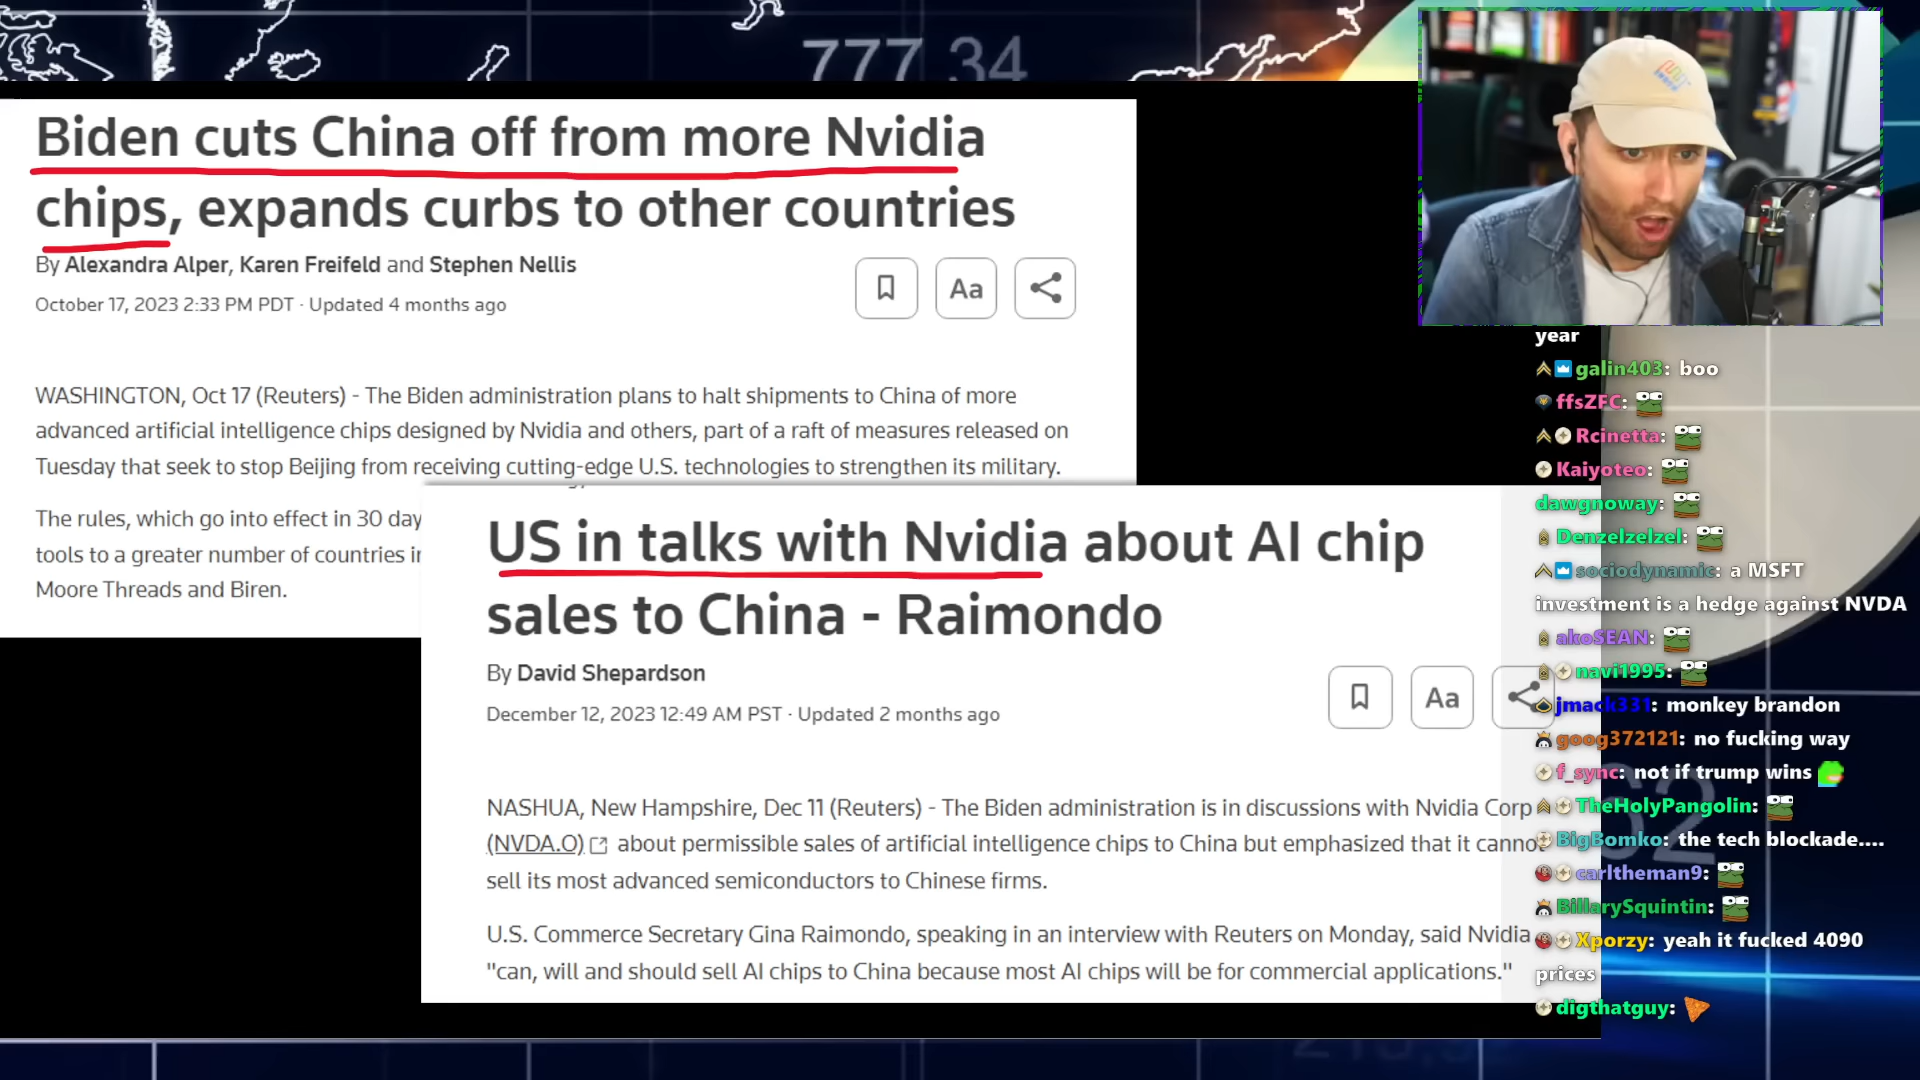 777.34
Biden cuts China off from more Nvidia
chips, expands curbs to other countries
By Alexandra Alper, Karen Freifeld and Stephen Nellis
October 17, 2023 2:33 PM PDT · Updated 4 months ago
Aa
WASHINGTON, Oct 17 (Reuters) - The Biden administration plans to halt shipments to China of more
advanced artificial intelligence chips designed by Nvidia and others, part of a raft of measures released on
Tuesday that seek to stop Beijing from receiving cutting-edge U.S. technologies to strengthen its military.
The rules, which go into effect in 30 day
tools to a greater number of countries
Moore Threads and Biren.
US in talks with Nvidia about AI chip
sales to China - Raimondo
By David Shepardson
December 12, 2023 12:49 AM PST · Updated 2 months ago
Aa
NASHUA, New Hampshire, Dec 11 (Reuters) - The Biden administration is in discussions with Nvidia Corp
(NVDA.O) about permissible sales of artificial intelligence chips to China but emphasized that it cannot
sell its most advanced semiconductors to Chinese firms.
U.S. Commerce Secretary Gina Raimondo, speaking in an interview with Reuters on Monday, said Nvidia
"can, will and should sell AI chips to China because most AI chips will be for commercial applications."
year
galin403: boo
ffsZFC:
Rcinetta:
Kaiyoteo:
dawgnoway:
Denzelzelzel:
sociodynamic: a MSFT
investment is a hedge against NVDA
akoSEAN:
navi1995:
jmack331: monkey brandon
goog372121: no fucking way
f_sync: not if trump wins
TheHolyPangolin:
BigBomko: the tech blockade....
carltheman9:
BillarySquintin:
Xporzy: yeah it fucked 4090
prices
digthatguy: